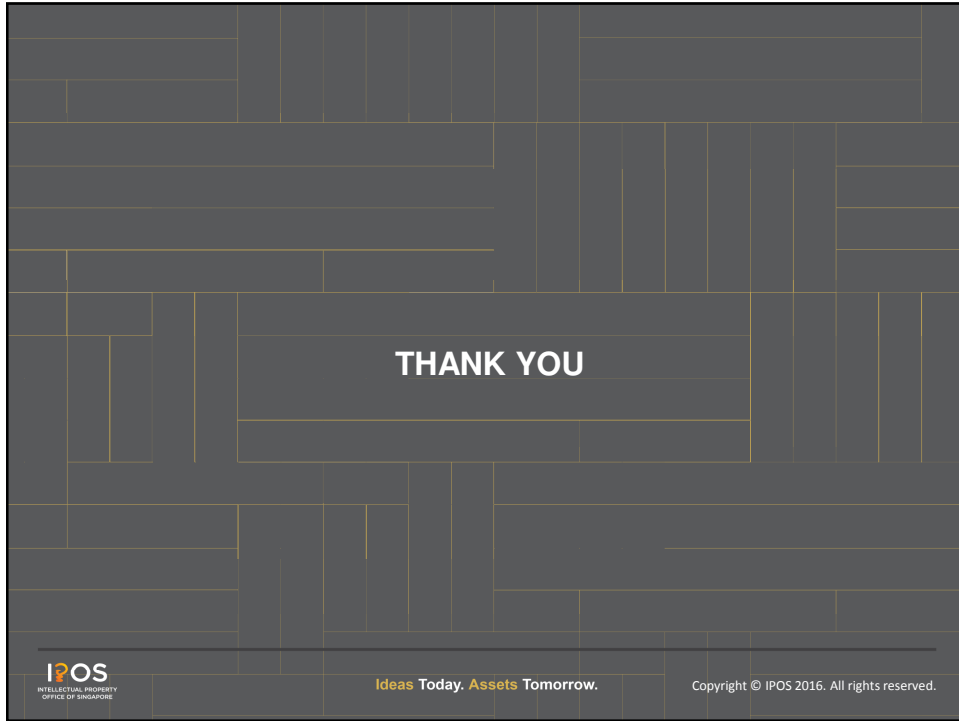 THANK YOU
IPOS
INTELLECTUAL PROPERTY
OFFICE OF SINGAPORE
Ideas Today. Assets Tomorrow.
Copyright © IPOS 2016. All rights reserved.